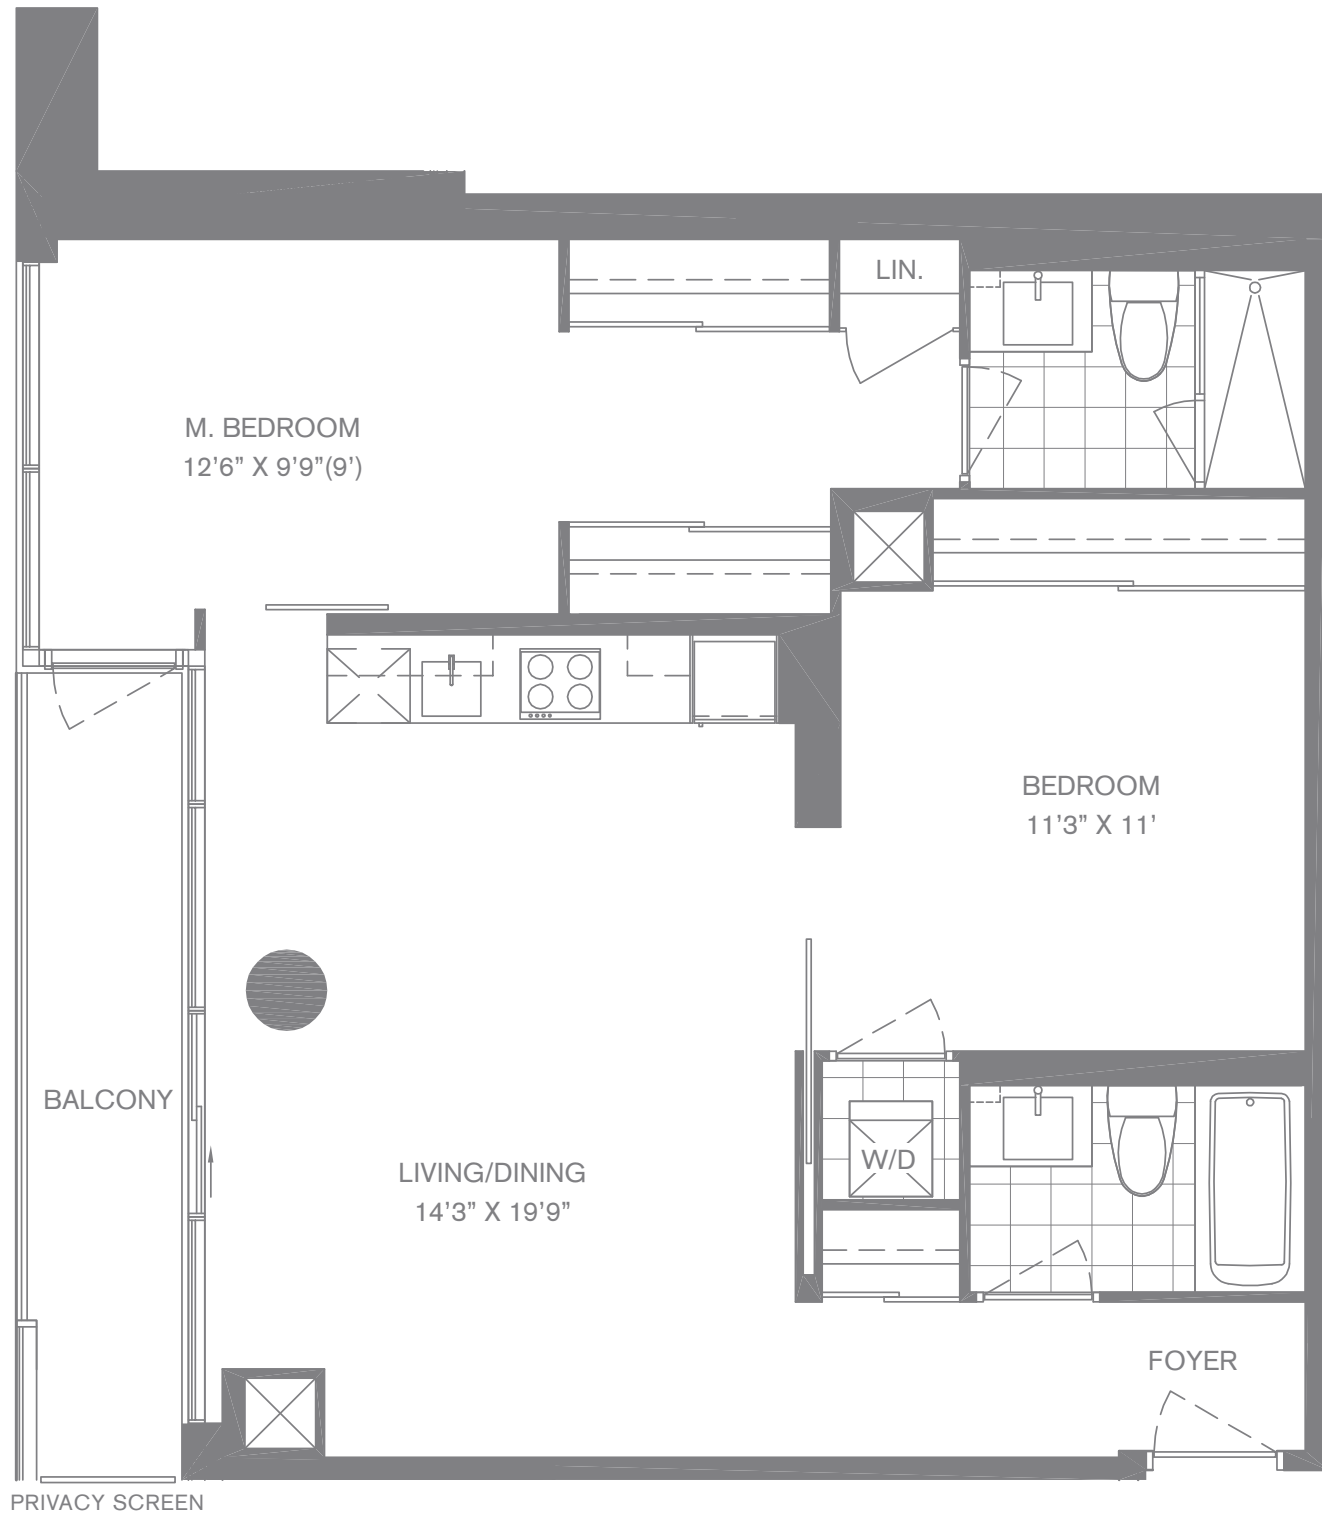 LIN.
M. BEDROOM
12’6” X 9’9”(9’)
BEDROOM
11’3” X 11’
BALCONY
W/D
LIVING/DINING
14’3” X 19’9”
FOYER
PRIVACY SCREEN